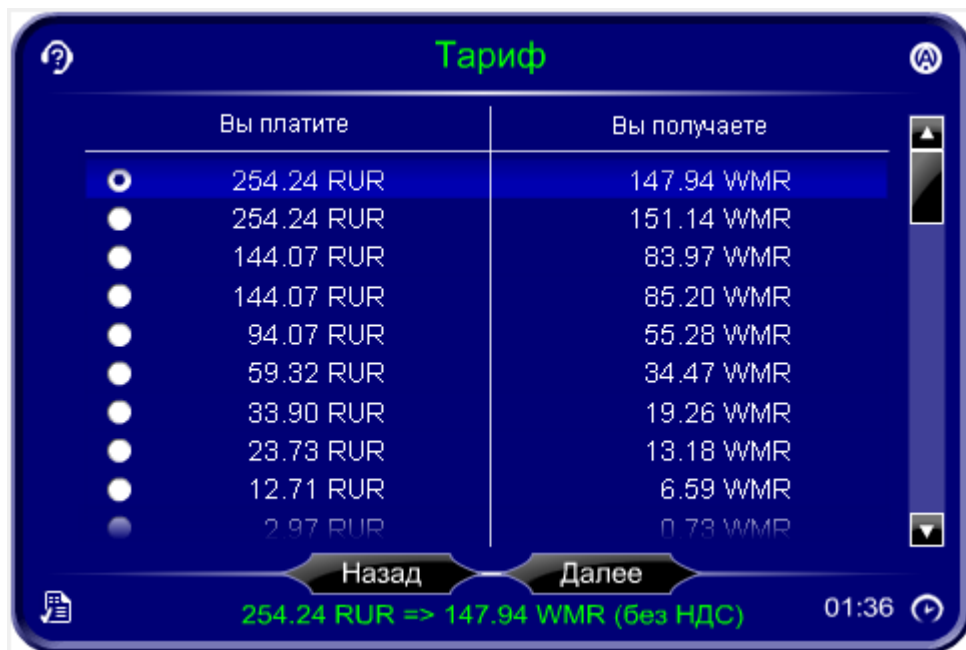 Тариф
Вы платите Вы получаете
254.24 RUR 147.94 WMR
254.24 RUR 151.14 WMR
144.07 RUR 83.97 WMR
144.07 RUR 85.20 WMR
94.07 RUR 55.28 WMR
59.32 RUR 34.47 WMR
33.90 RUR 19.26 WMR
23.73 RUR 13.18 WMR
12.71 RUR 6.59 WMR
2.97 RUR 0.73 WMR
Назад Далее
254.24 RUR => 147.94 WMR (без НДС) 01:36